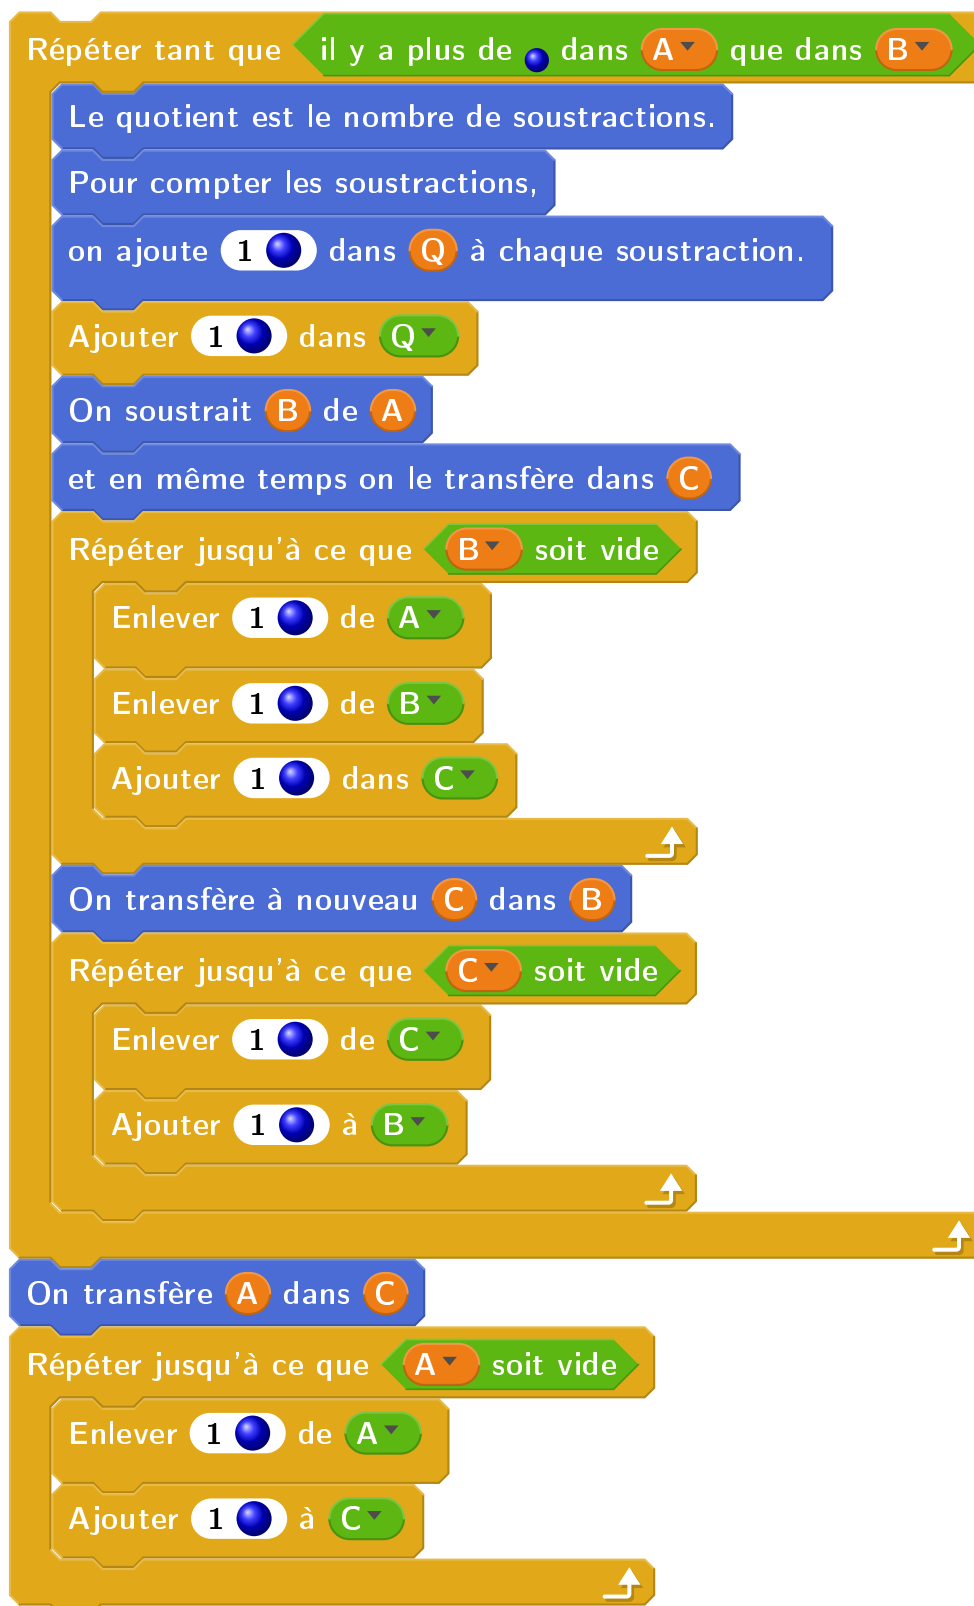 Répéter tant que il y a plus de dans A que dans B
Le quotient est le nombre de soustractions.
Pour compter les soustractions,
on ajoute 1 dans Q à chaque soustraction.
Ajouter 1 dans Q
On soustrait B de A
et en même temps on le transfère dans C
Répéter jusqu'à ce que B soit vide
Enlever 1 de A
Enlever 1 de B
Ajouter 1 dans C
On transfère à nouveau C dans B
Répéter jusqu'à ce que C soit vide
Enlever 1 de C
Ajouter 1 à B
On transfère A dans C
Répéter jusqu'à ce que A soit vide
Enlever 1 de A
Ajouter 1 à C